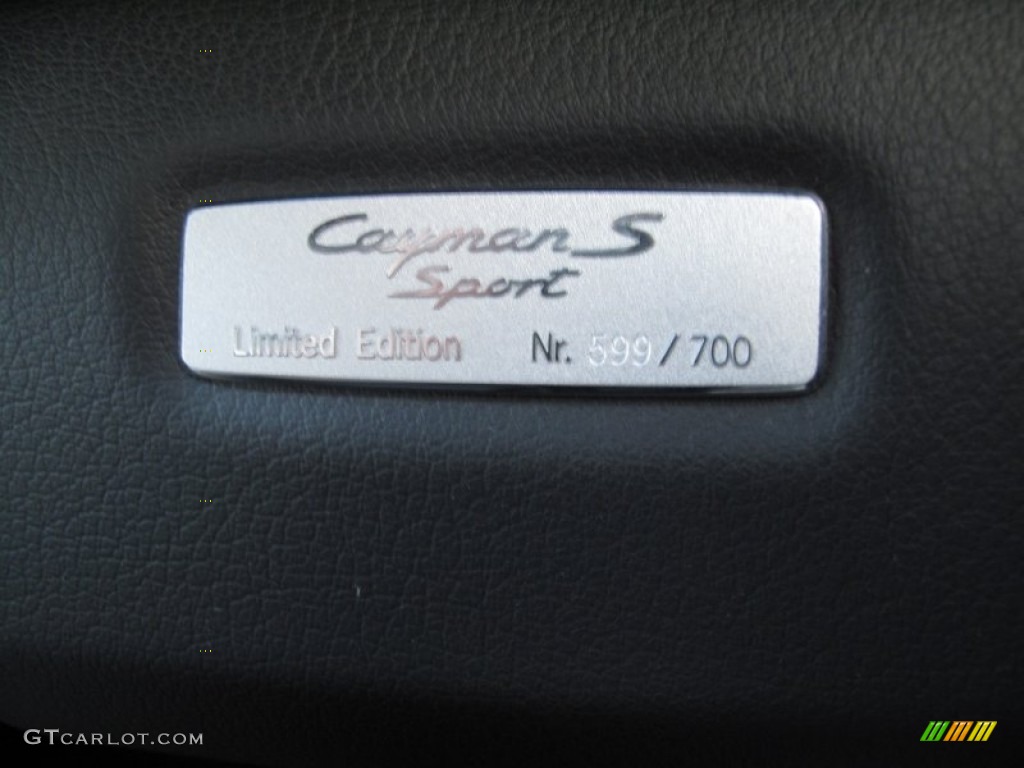 Cayman S
Sport
Limited Edition Nr. 599/700
GTCARLOT.COM